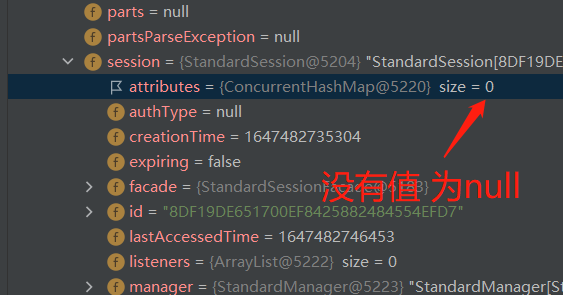 parts = null
partsParseException = null
session = {StandardSession@5204} "StandardSession[8DF19DE
attributes = {ConcurrentHashMap@5220} size = 0
authType = null
creationTime = 1647482735304
expiring = false
facade = {StandardSessionFacade@5183}
没有值 为null
id = "8DF19DE651700EF8425882484554EFD7"
lastAccessedTime = 1647482746453
listeners = {ArrayList@5222} size = 0
manager = {StandardManager@5223} "StandardManager[St